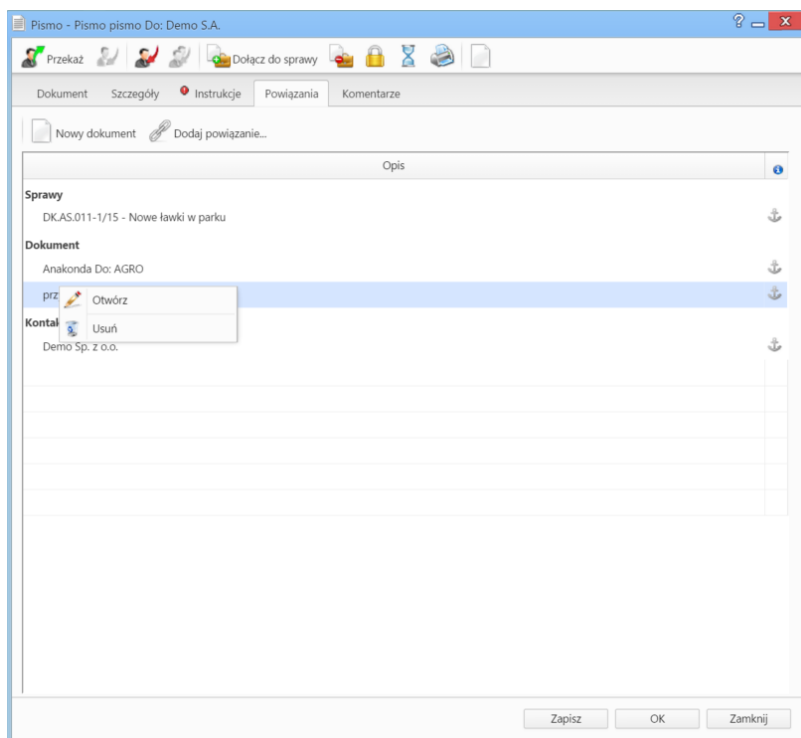 Pismo - Pismo pismo Do: Demo S.A.
Przekaż Dołącz do sprawy
Dokument Szczegóły Instrukcje Powiązania Komentarze
Nowy dokument Dodaj powiązanie...
Opis
Sprawy
DK.AS.011-1/15 - Nowe ławki w parku
Dokument
Anakonda Do: AGRO
prz
Otwórz
Kontak
Usuń
Demo Sp. z o.o.
Zapisz OK Zamknij